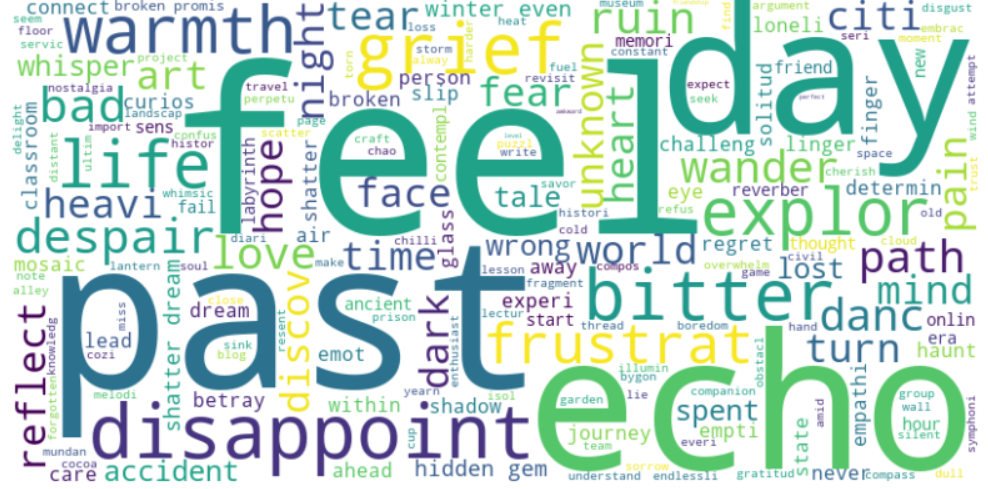 connect
broken promis
tear
winter even
ruin
museum
friendship
argument
find
citi
disgust
seem
floor
servic
warmth
night
loss
heat
storm
alway
harder
memori
loneli
seri
embrac
moment
grief
unknown
constant
day
whisper
project
art
torn
person
fuel
revisit
expect
seek
friend
new
wind
attempt
nostalgia
travel
perpetu
slip
fear
heart
solitud
perfect
finger
delight
landscap
bad
curios
broken
contempl
awkward
feel
import
sens
confus
scatter
page
craft
chao
level
puzzl
write
challeng
linger
space
classroom
distant
ultim
life
histor
labyrinth
hope
shatter
face
tale
savor
wander
eye
reverber
cherish
determin
pain
trust
whimsic
heavi
fail
histori
refus
explor
old
despair
diari
air
chilli
glass
cold
wrong
world
regret
thought
cloud
civil
path
mosaic
lantern
soul
love
make
time
lesson
away
compos
overwhelm
game
lost
note
alley
shatter dream
close
dream
discov
resent
ancient
prison
dark
fragment
experi
bitter
mind
past
lectur
start
thread
boredom
hand
danc
onlin
reflect
knowledg
forgotten
lead
miss
cozi
sink
blog
emot
enthusiast
frustrat
illumin
bygon
obstacl
turn
era
haunt
melodi
betray
within
yearn
isol
shadow
garden
lie
companion
spent
amid
empathi
echo
group
wall
hour
silent
symphoni
disappoint
cup
journey
team
everi
empti
state
mundan
cocoa
care
accident
ahead
hidden gem
sorrow
understand
endlessli
gratitud
never
compass
dull